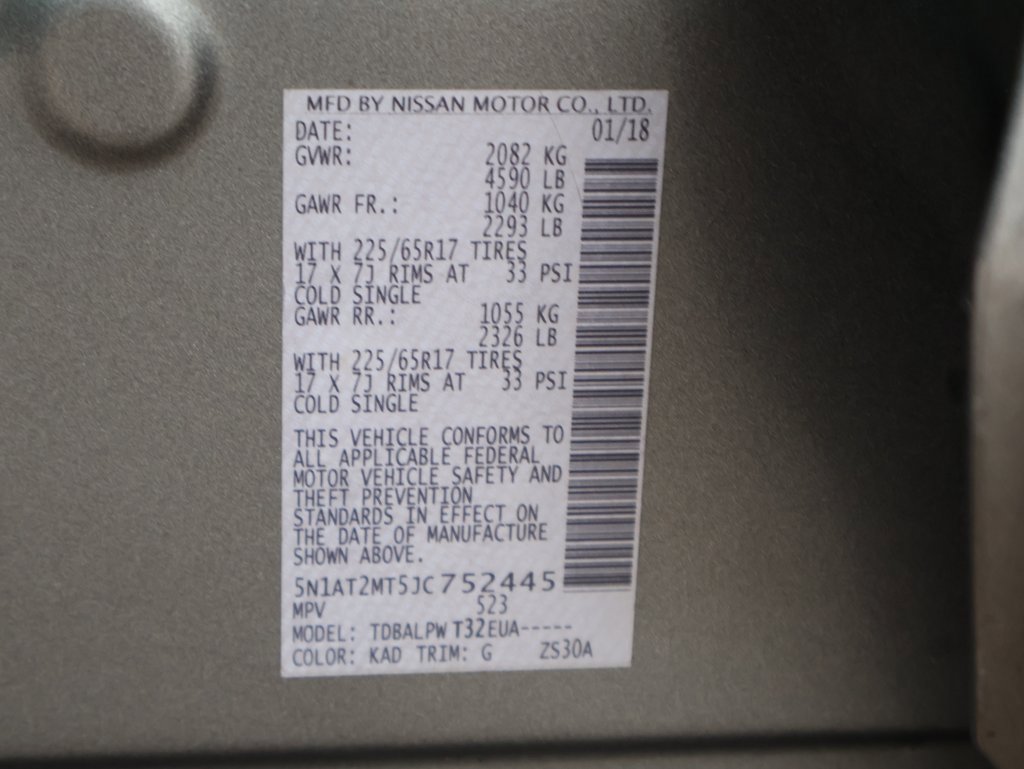 MFD BY NISSAN MOTOR CO., LTD.
DATE: 01/18
GVWR: 2082 KG
4590 LB
GAWR FR.: 1040 KG
2293 LB
WITH 225/65R17 TIRES
17 X 7J RIMS AT 33 PSI
COLD SINGLE
GAWR RR.: 1055 KG
2326 LB
WITH 225/65R17 TIRES
17 X 7J RIMS AT 33 PSI
COLD SINGLE
THIS VEHICLE CONFORMS TO
ALL APPLICABLE FEDERAL
MOTOR VEHICLE SAFETY AND
THEFT PREVENTION
STANDARDS IN EFFECT ON
THE DATE OF MANUFACTURE
SHOWN ABOVE.
5N1AT2MT5JC752445
MPV 523
MODEL: TDBALPWT32EUA-----
COLOR: KAD TRIM: G ZS30A